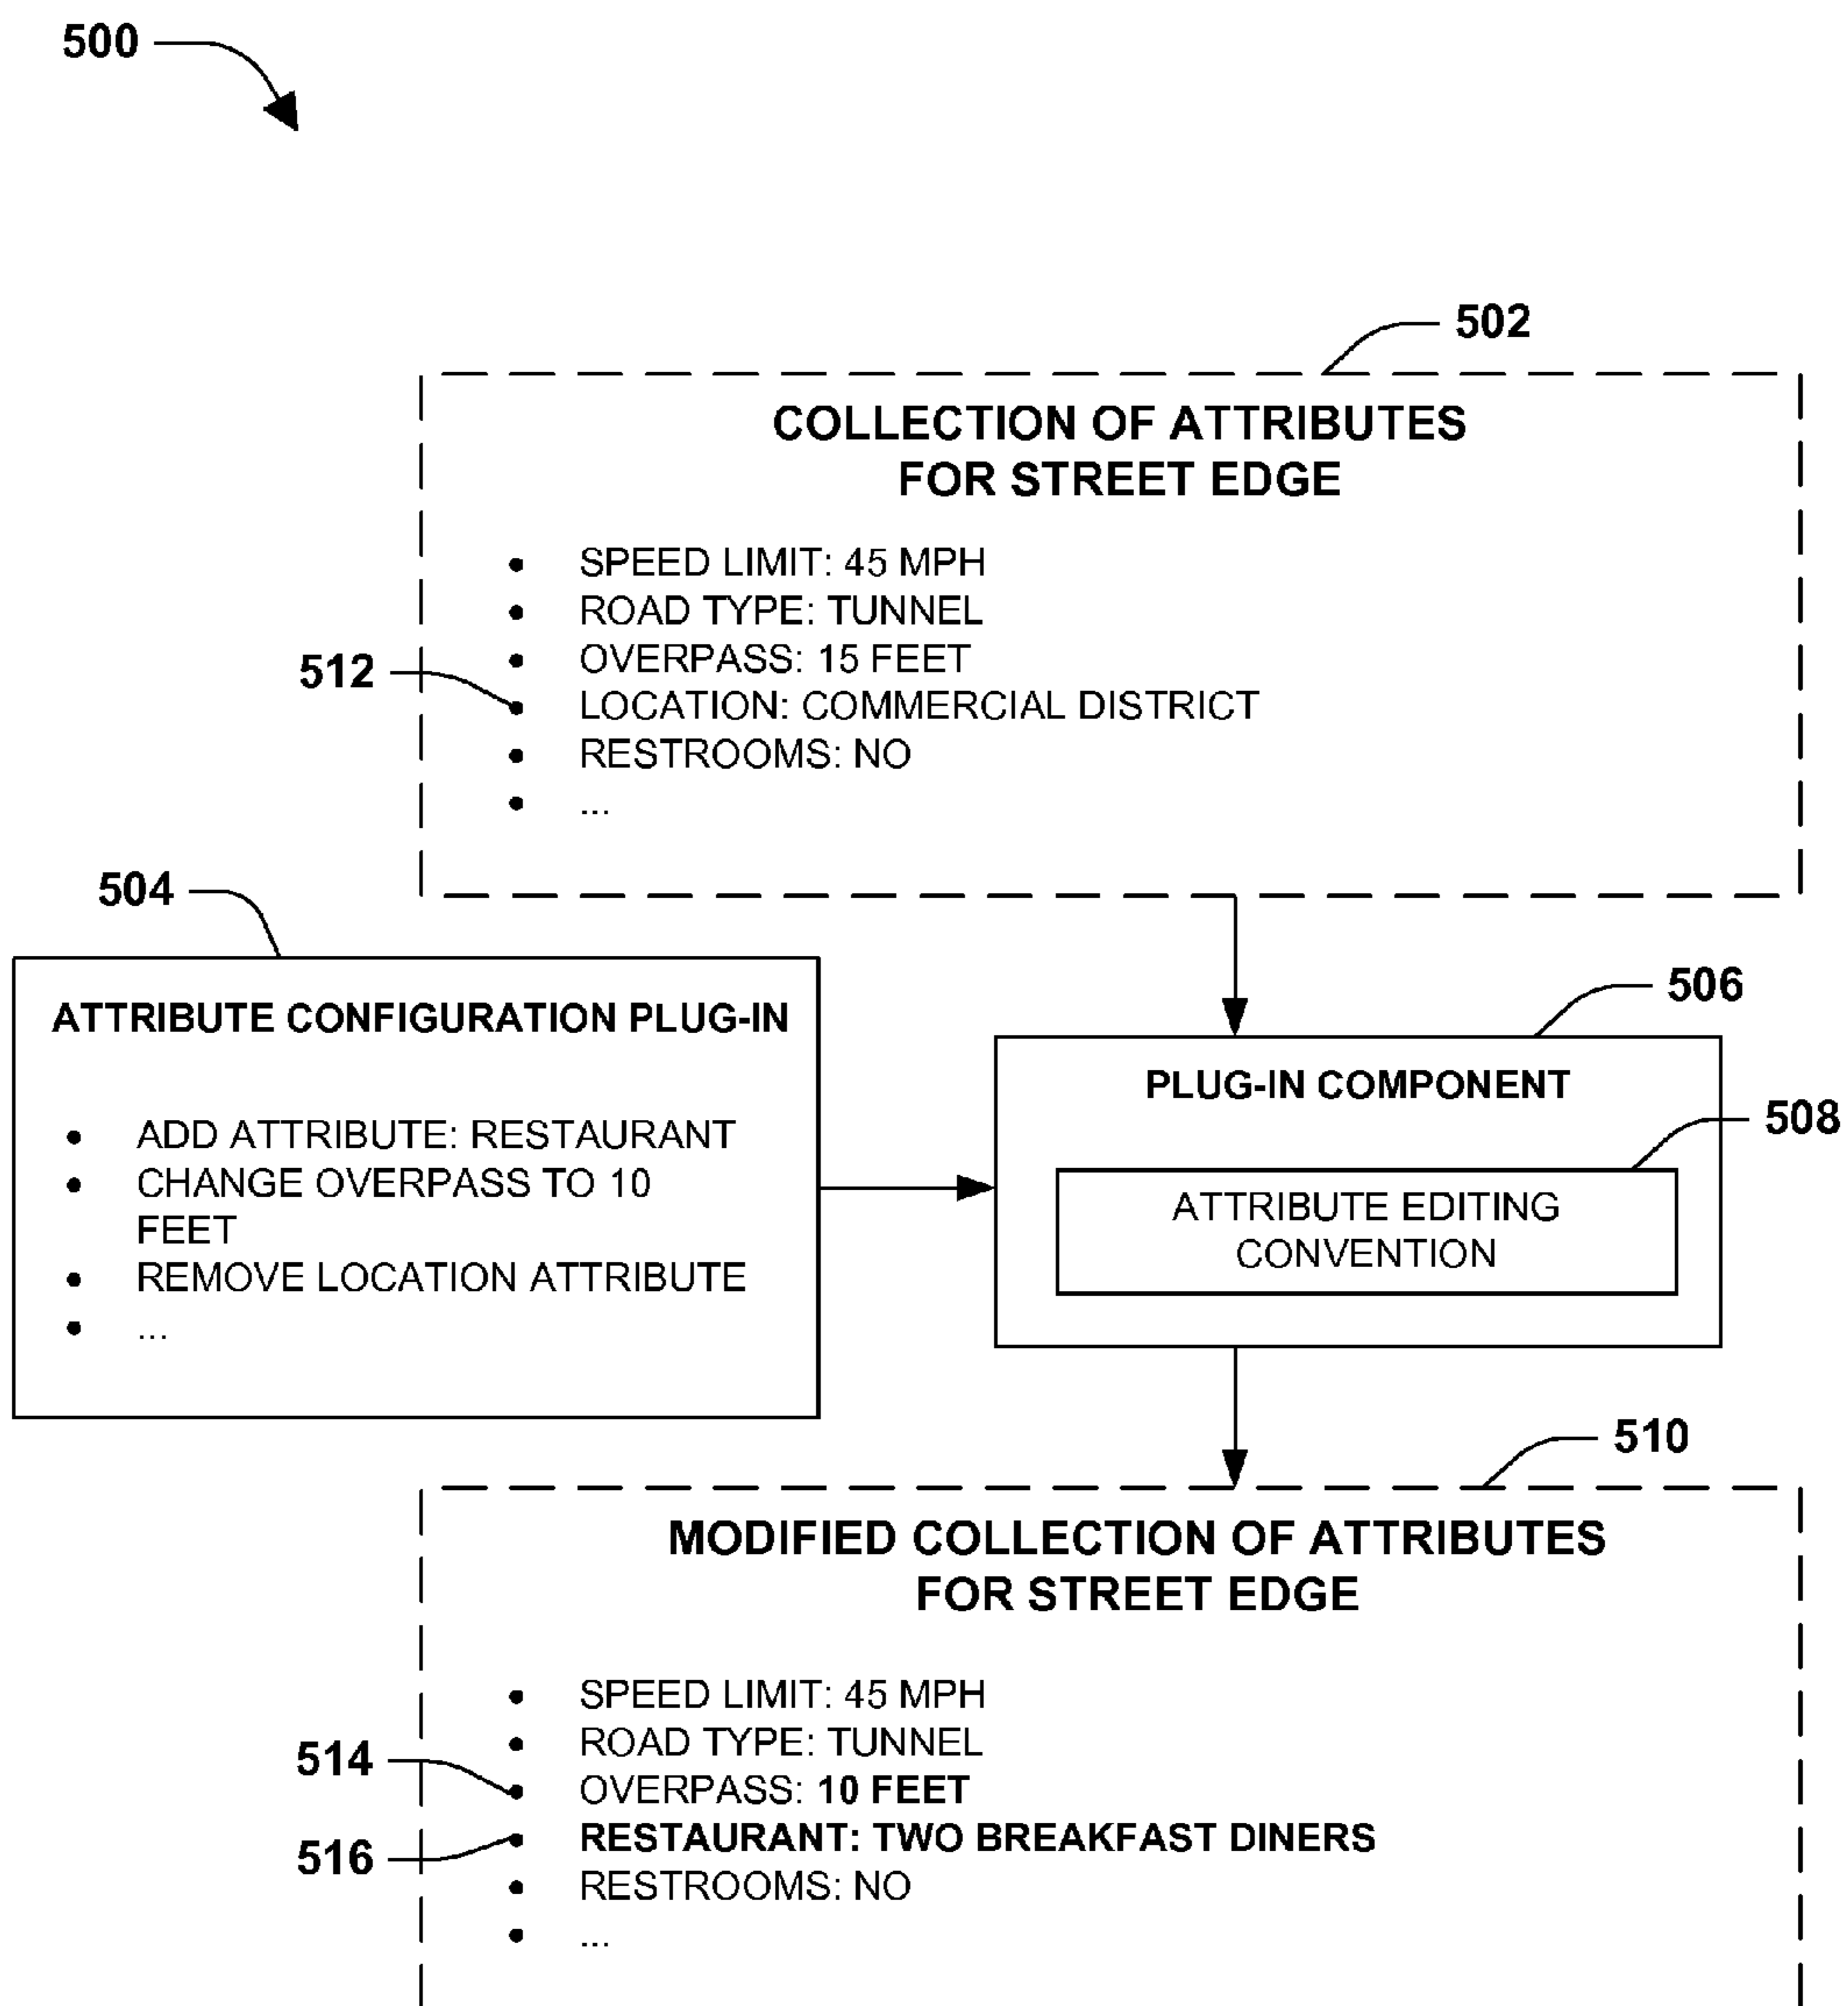 500
502
COLLECTION OF ATTRIBUTES
FOR STREET EDGE
• SPEED LIMIT: 45 MPH
• ROAD TYPE: TUNNEL
• OVERPASS: 15 FEET
512
• LOCATION: COMMERCIAL DISTRICT
• RESTROOMS: NO
• ...
504
ATTRIBUTE CONFIGURATION PLUG-IN
• ADD ATTRIBUTE: RESTAURANT
• CHANGE OVERPASS TO 10
FEET
• REMOVE LOCATION ATTRIBUTE
• ...
506
PLUG-IN COMPONENT
508
ATTRIBUTE EDITING
CONVENTION
510
MODIFIED COLLECTION OF ATTRIBUTES
FOR STREET EDGE
• SPEED LIMIT: 45 MPH
• ROAD TYPE: TUNNEL
514
• OVERPASS: 10 FEET
516
• RESTAURANT: TWO BREAKFAST DINERS
• RESTROOMS: NO
• ...